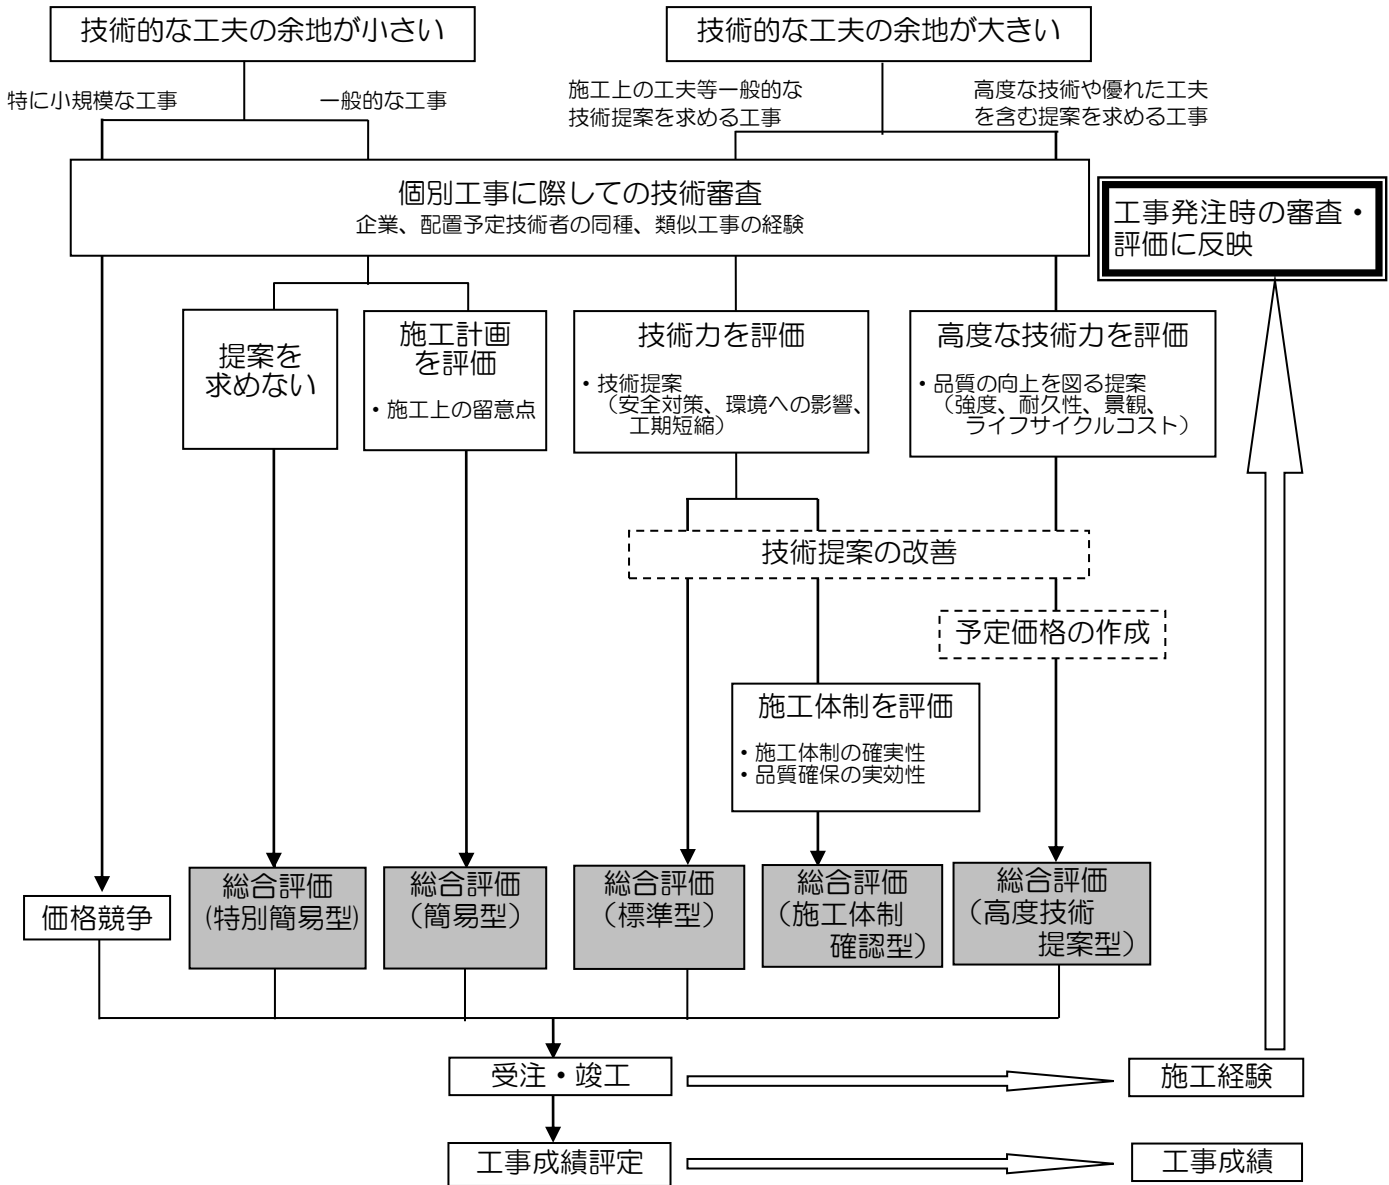 技術的な工夫の余地が小さい
技術的な工夫の余地が大きい
特に小規模な工事
一般的な工事
施工上の工夫等一般的な
技術提案を求める工事
高度な技術や優れた工夫
を含む提案を求める工事
個別工事に際しての技術審査
企業、配置予定技術者の同種、類似工事の経験
工事発注時の審査・
評価に反映
提案を
求めない
施工計画
を評価
・施工上の留意点
技術力を評価
・技術提案
（安全対策、環境への影響、
工期短縮）
高度な技術力を評価
・品質の向上を図る提案
（強度、耐久性、景観、
ライフサイクルコスト）
技術提案の改善
予定価格の作成
施工体制を評価
・施工体制の確実性
・品質確保の実効性
価格競争
総合評価
(特別簡易型)
総合評価
（簡易型）
総合評価
（標準型）
総合評価
（施工体制
確認型）
総合評価
（高度技術
提案型）
受注・竣工
施工経験
工事成績評定
工事成績